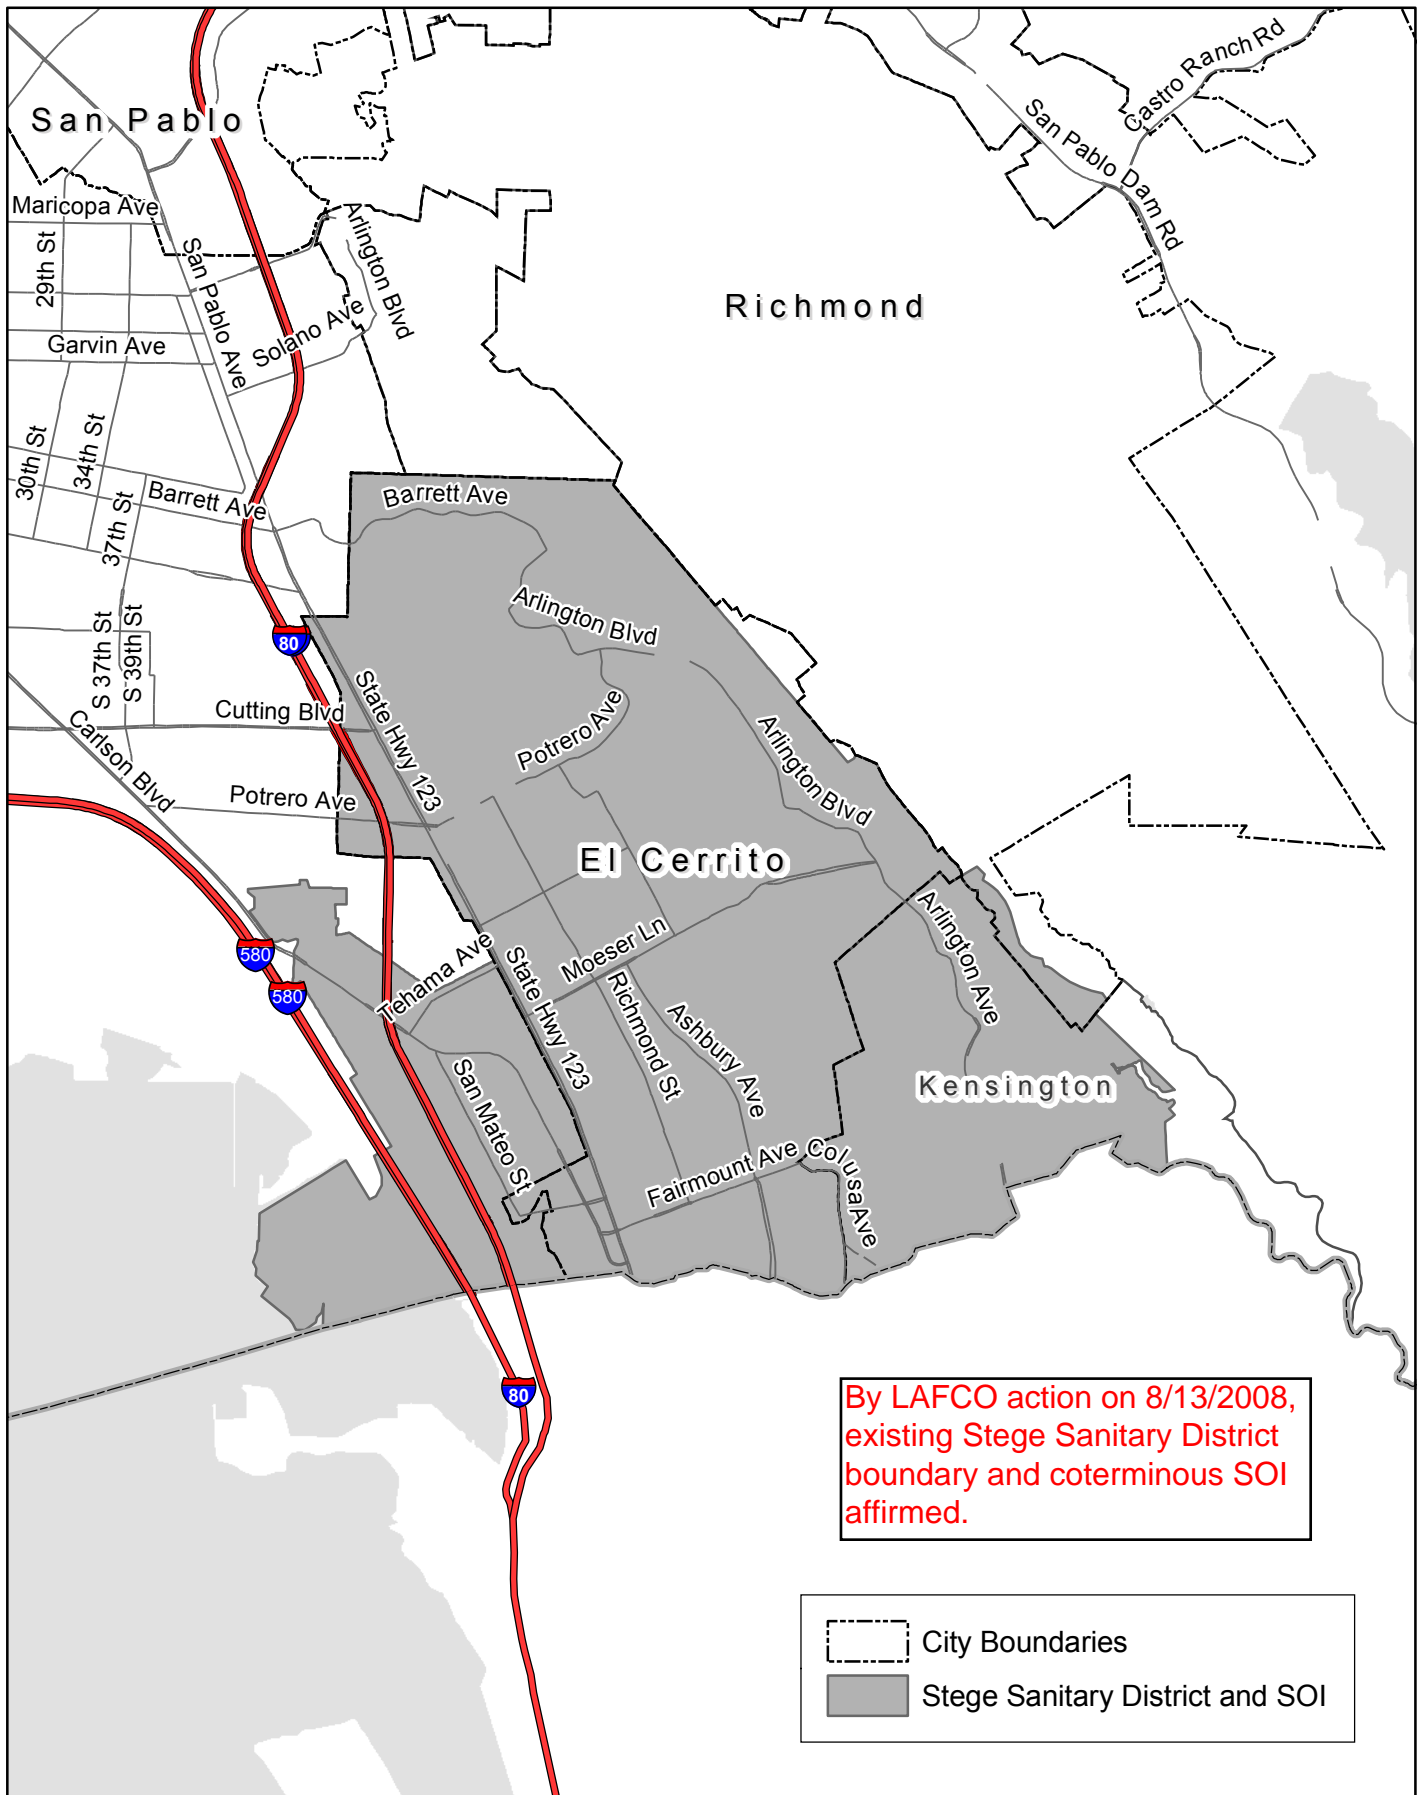 San Pablo
Castro Ranch Rd
San Pablo Dam Rd
Maricopa Ave
29th St
San Pablo Ave
Arlington Blvd
Richmond
Solano Ave
Garvin Ave
30th St
34th St
37th St
Barrett Ave
Barrett Ave
S 37th St
S 39th St
80
Arlington Blvd
State Hwy 123
Cutting Blvd
Carlson Blvd
Potrero Ave
Potrero Ave
Arlington Blvd
El Cerrito
580
580
Tehama Ave
State Hwy 123
Moeser Ln
Richmond St
Ashbury Ave
Arlington Ave
Kensington
San Mateo St
Fairmount Ave
Colusa Ave
80
By LAFCO action on 8/13/2008,
existing Stege Sanitary District
boundary and coterminous SOI
affirmed.
City Boundaries
Stege Sanitary District and SOI